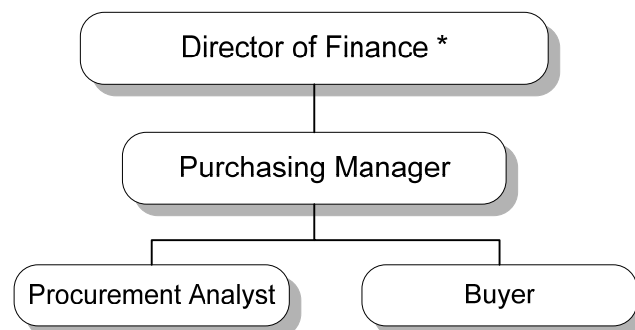 Director of Finance *
Purchasing Manager
Procurement Analyst
Buyer